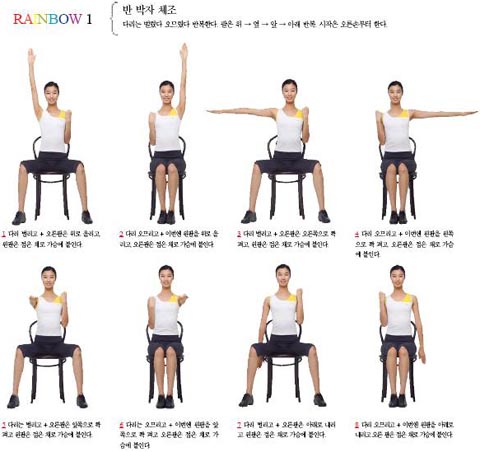 RAINBOW 1
반 박자 체조
다리는 벌렸다 오므렸다 반복한다. 팔은 위 → 옆 → 앞 → 아래 반복. 시작은 오른손부터 한다.
1 다리 벌리고 + 오른팔은 위로 올리고,
왼팔은 접은 채로 가슴에 붙인다.
2 다리 오므리고 + 이번엔 왼팔을 위로 올
리고 오른팔은 접은 채로 가슴에 붙인다.
3 다리 벌리고 + 오른팔은 오른쪽으로 쫙
펴고 왼팔은 접은 채로 가슴에 붙인다.
4 다리 오므리고 + 이번엔 왼팔을 왼쪽
으로 쫙 펴고 오른팔은 접은 채로 가슴
에 붙인다.
5 다리는 벌리고 + 오른팔은 앞쪽으로 쫙
펴고 왼팔은 접은 채로 가슴에 붙인다.
6 다리는 오므리고 + 이번엔 왼팔을 앞
쪽으로 쫙 펴고 오른팔은 접은 채로 가
슴에 붙인다.
7 다리 벌리고 + 오른팔은 아래로 내리
고 왼팔은 접은 채로 가슴에 붙인다.
8 다리 오므리고 + 이번엔 왼팔을 아래로
내리고 오른 팔은 접은 채로 가슴에 붙인다.